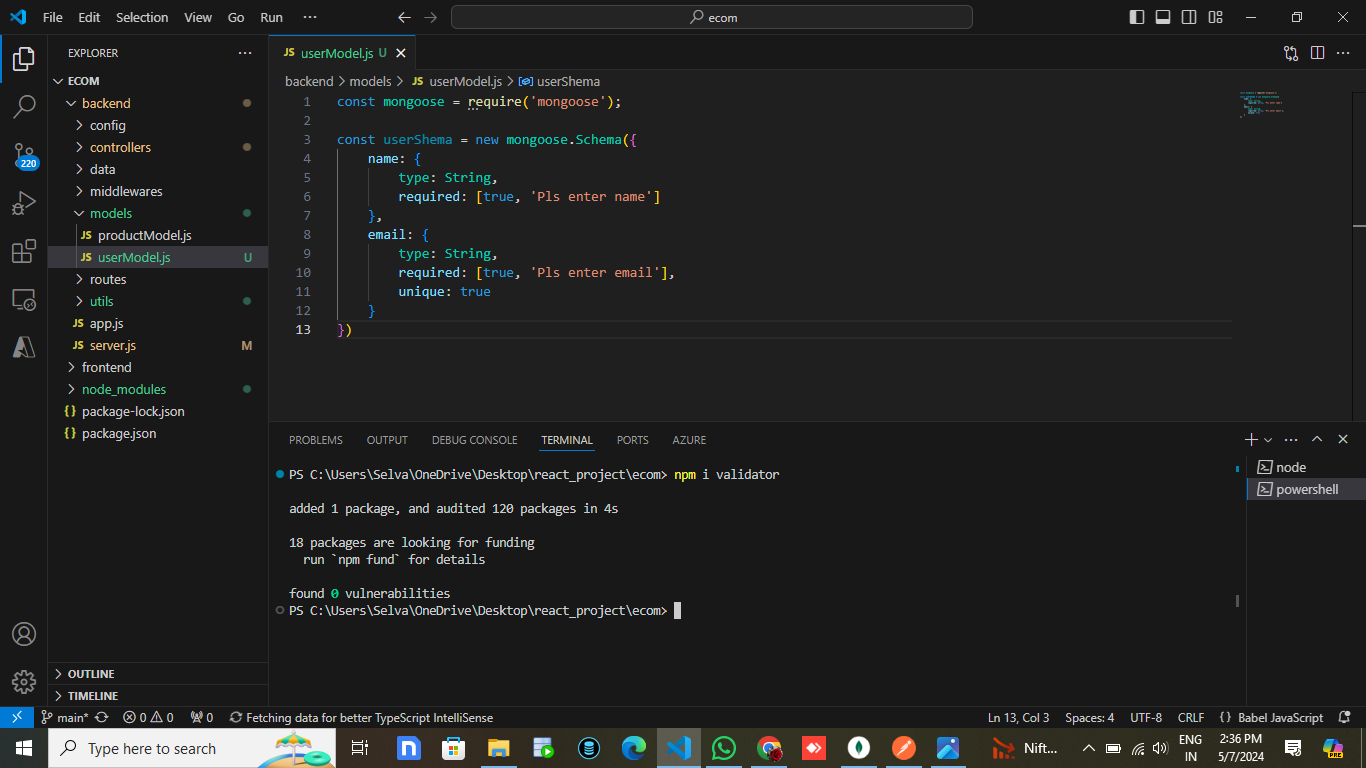 File Edit Selection View Go Run ··· ecom
EXPLORER ···
ECOM
backend
config
controllers
data
middlewares
models
JS productModel.js
JS userModel.js U
routes
utils
JS app.js
JS server.js M
frontend
node_modules
{} package-lock.json
{} package.json
OUTLINE
TIMELINE
JS userModel.js U
backend > models > JS userModel.js > userShema
1 const mongoose = require('mongoose');
2
3 const userShema = new mongoose.Schema({
4 name: {
5 type: String,
6 required: [true, 'Pls enter name']
7 },
8 email: {
9 type: String,
10 required: [true, 'Pls enter email'],
11 unique: true
12 }
13 })
PROBLEMS OUTPUT DEBUG CONSOLE TERMINAL PORTS AZURE
PS C:\Users\Selva\OneDrive\Desktop\react_project\ecom> npm i validator
added 1 package, and audited 120 packages in 4s
18 packages are looking for funding
run `npm fund` for details
found 0 vulnerabilities
PS C:\Users\Selva\OneDrive\Desktop\react_project\ecom>
node
powershell
220
main* 0 0 0 Fetching data for better TypeScript IntelliSense Ln 13, Col 3 Spaces: 4 UTF-8 CRLF {} Babel JavaScript
Type here to search
Nift...
ENG
IN
2:36 PM
5/7/2024
PRE